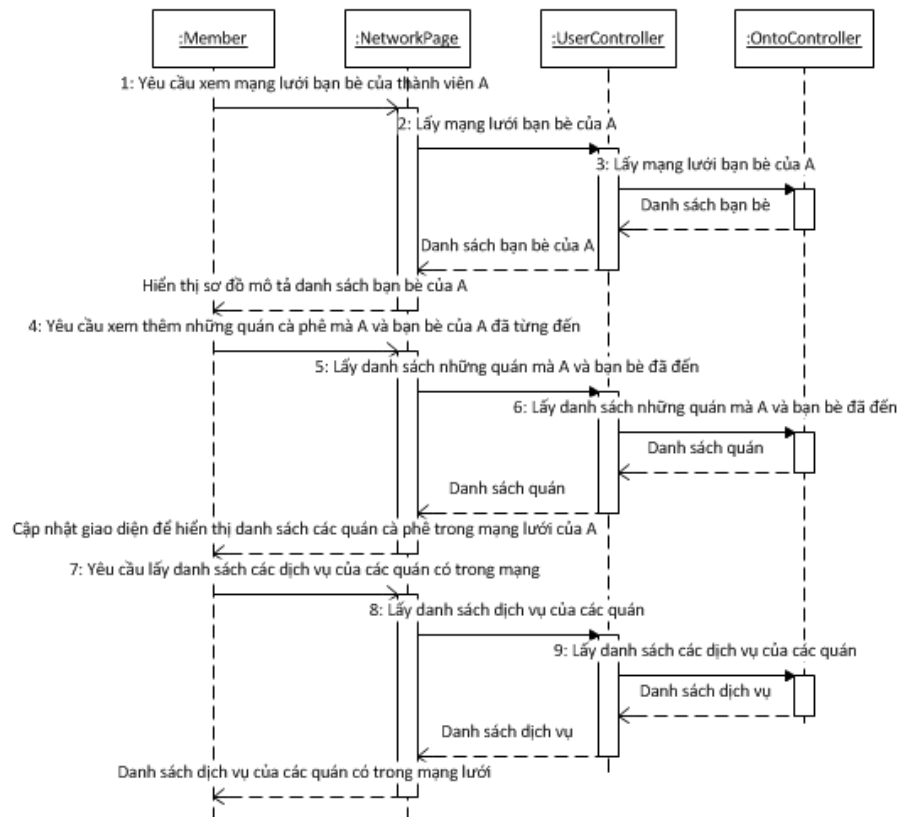 :Member
:NetworkPage
:UserController
:OntoController
1: Yêu cầu xem mạng lưới bạn bè của thành viên A
2: Lấy mạng lưới bạn bè của A
3: Lấy mạng lưới bạn bè của A
Danh sách bạn bè
Danh sách bạn bè của A
Hiển thị sơ đồ mô tả danh sách bạn bè của A
4: Yêu cầu xem thêm những quán cà phê mà A và bạn bè của A đã từng đến
5: Lấy danh sách những quán mà A và bạn bè đã đến
6: Lấy danh sách những quán mà A và bạn bè đã đến
Danh sách quán
Danh sách quán
Cập nhật giao diện để hiển thị danh sách các quán cà phê trong mạng lưới của A
7: Yêu cầu lấy danh sách các dịch vụ của các quán có trong mạng
8: Lấy danh sách dịch vụ của các quán
9: Lấy danh sách các dịch vụ của các quán
Danh sách dịch vụ
Danh sách dịch vụ
Danh sách dịch vụ của các quán có trong mạng lưới